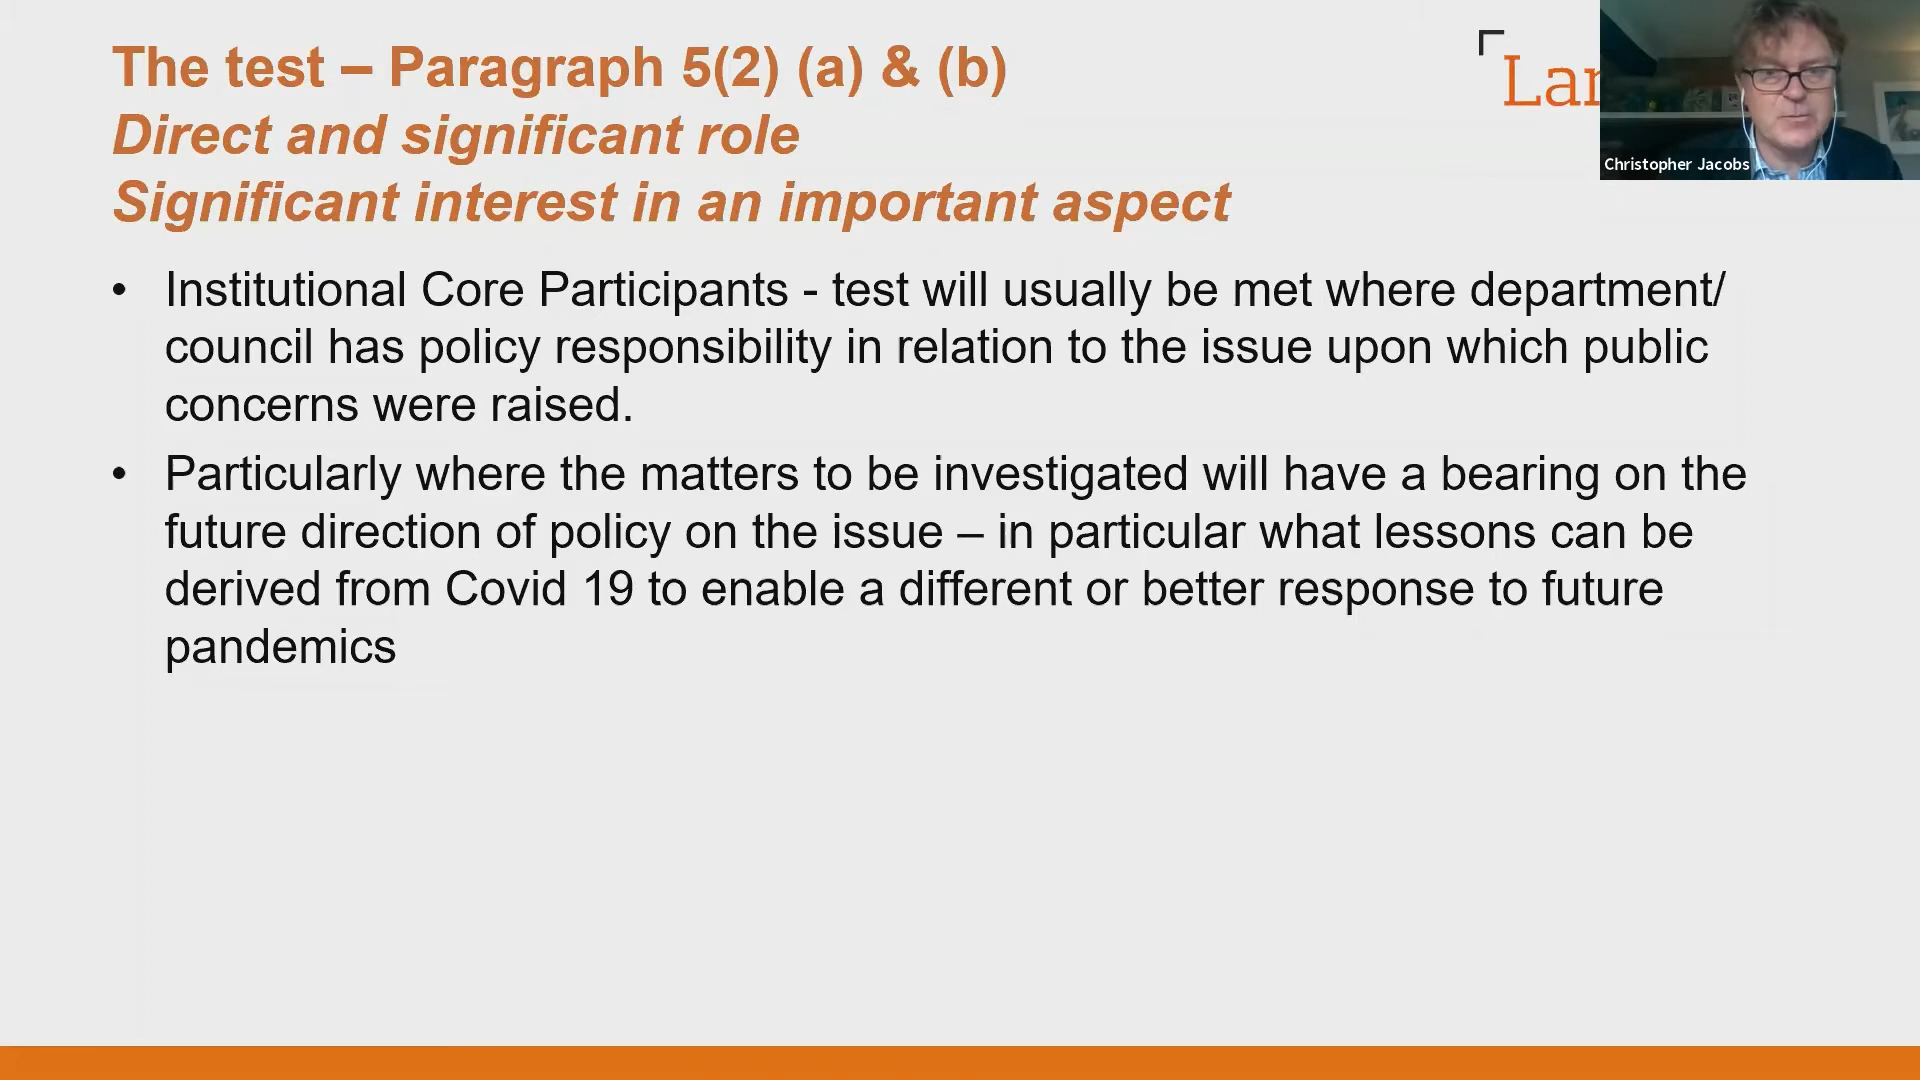 The test – Paragraph 5(2) (a) & (b)
Direct and significant role
Significant interest in an important aspect
Lan
Christopher Jacobs
• Institutional Core Participants - test will usually be met where department/
council has policy responsibility in relation to the issue upon which public
concerns were raised.
• Particularly where the matters to be investigated will have a bearing on the
future direction of policy on the issue – in particular what lessons can be
derived from Covid 19 to enable a different or better response to future
pandemics